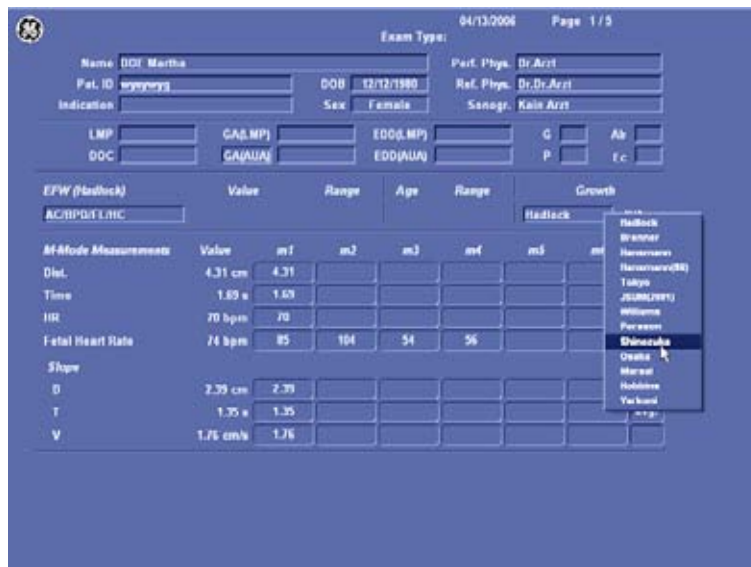 04/13/2006 Page 1/5
Exam Type:
Name DOE Martha Perf. Phys. Dr.Arzt
Pat. ID wyqywyg DOB 12/12/1980 Ref. Phys. Dr.Dr.Arzt
Indication Sex Female Sonogr. Kain Arzt
LMP GA(LMP) EDD(LMP) G Ab
DOC GA(AUA) EDD(AUA) P Ec
EFW (Hadlock) Value Range Age Range Growth
AC/BPD/FL/HC Hadlock
Hadlock
Brenner
Hansmann
Hansmann(86)
Tokyo
JSUM(2001)
Williams
Persson
Shinozuka
Osaka
Marsal
Hobbins
Yarkoni
M-Mode Measurements Value m1 m2 m3 m4 m5
Dist. 4.31 cm 4.31
Time 1.69 s 1.69
HR 70 bpm 70
Fetal Heart Rate 74 bpm 85 104 54 56
Slope
D 2.39 cm 2.39
T 1.35 s 1.35
V 1.76 cm/s 1.76